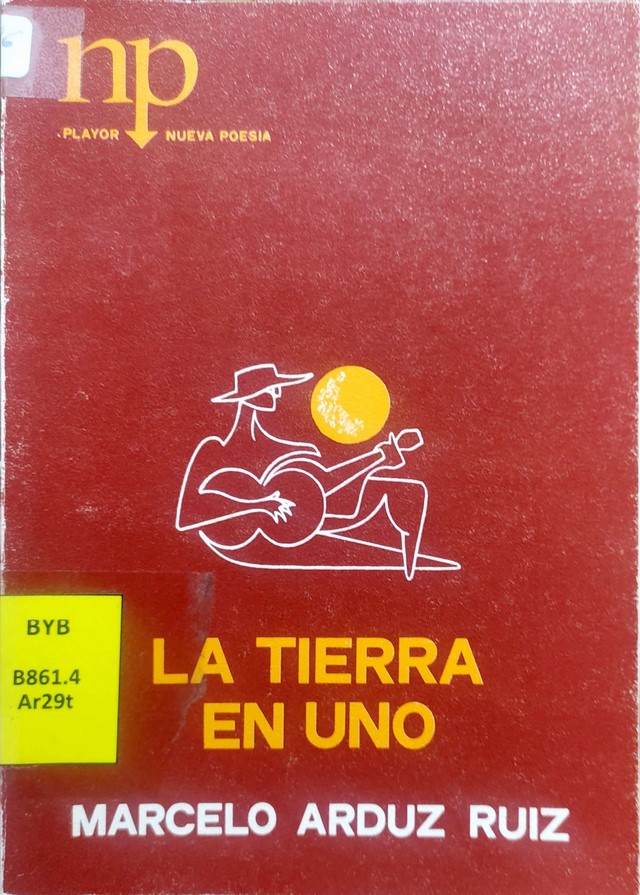 np
PLAYOR NUEVA POESIA
BYB
B861.4
Ar29t
LA TIERRA
EN UNO
MARCELO ARDUZ RUIZ